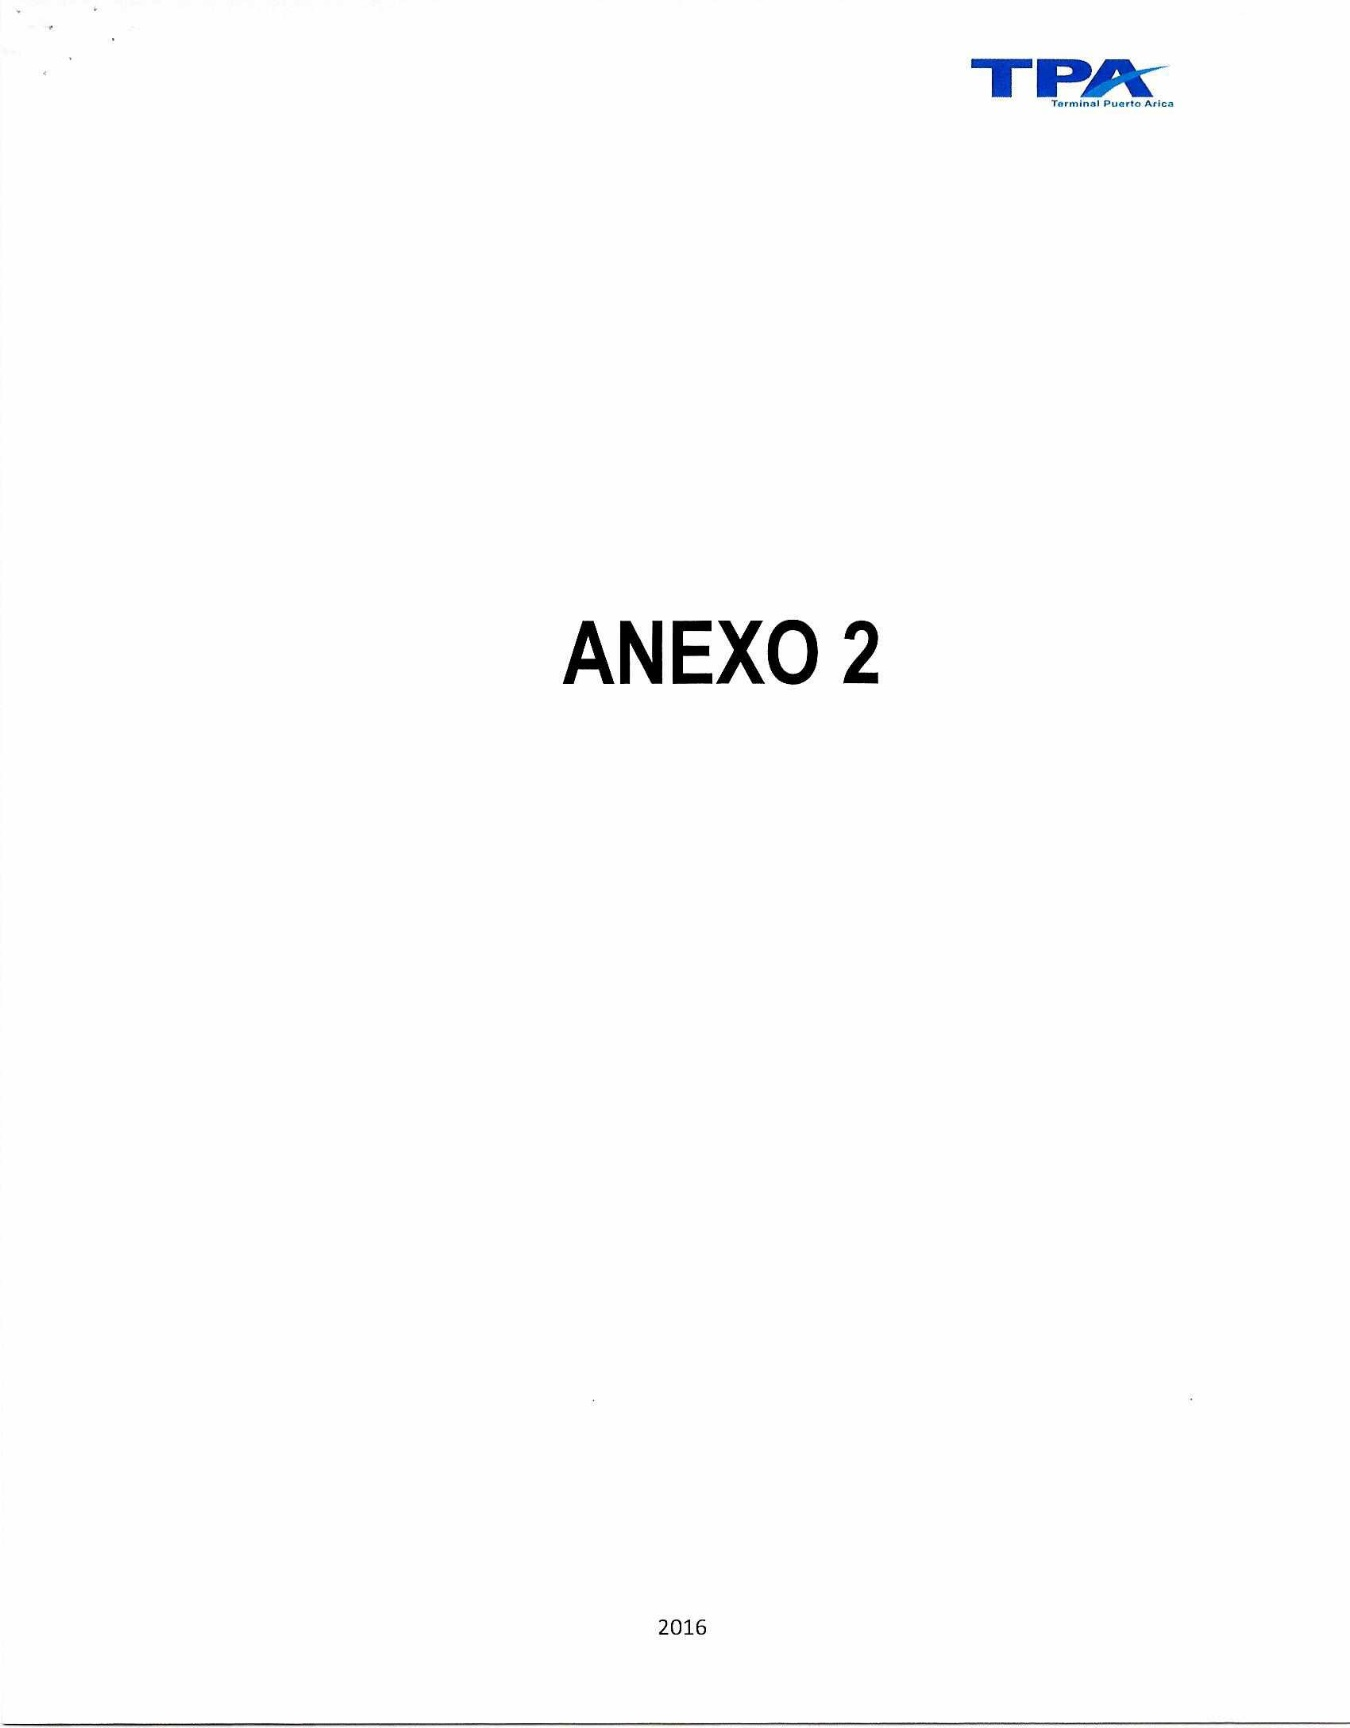 TPA
Terminal Puerto Arica
ANEXO 2
2016